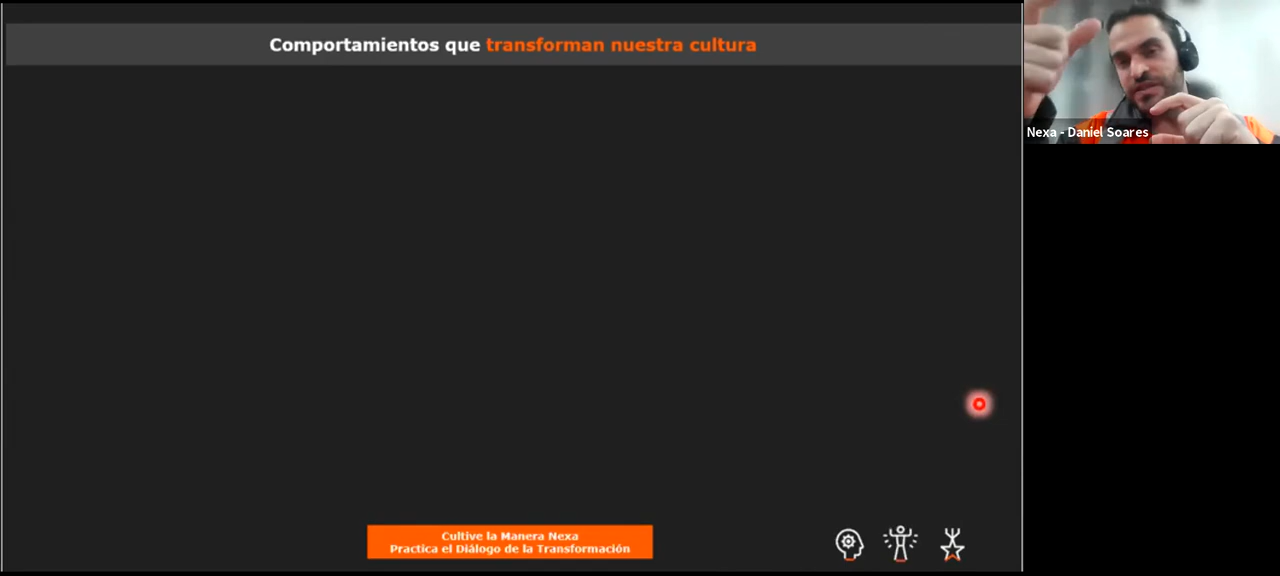 Comportamientos que transforman nuestra cultura
Nexa - Daniel Soares
Cultive la Manera Nexa
Practica el Diálogo de la Transformación